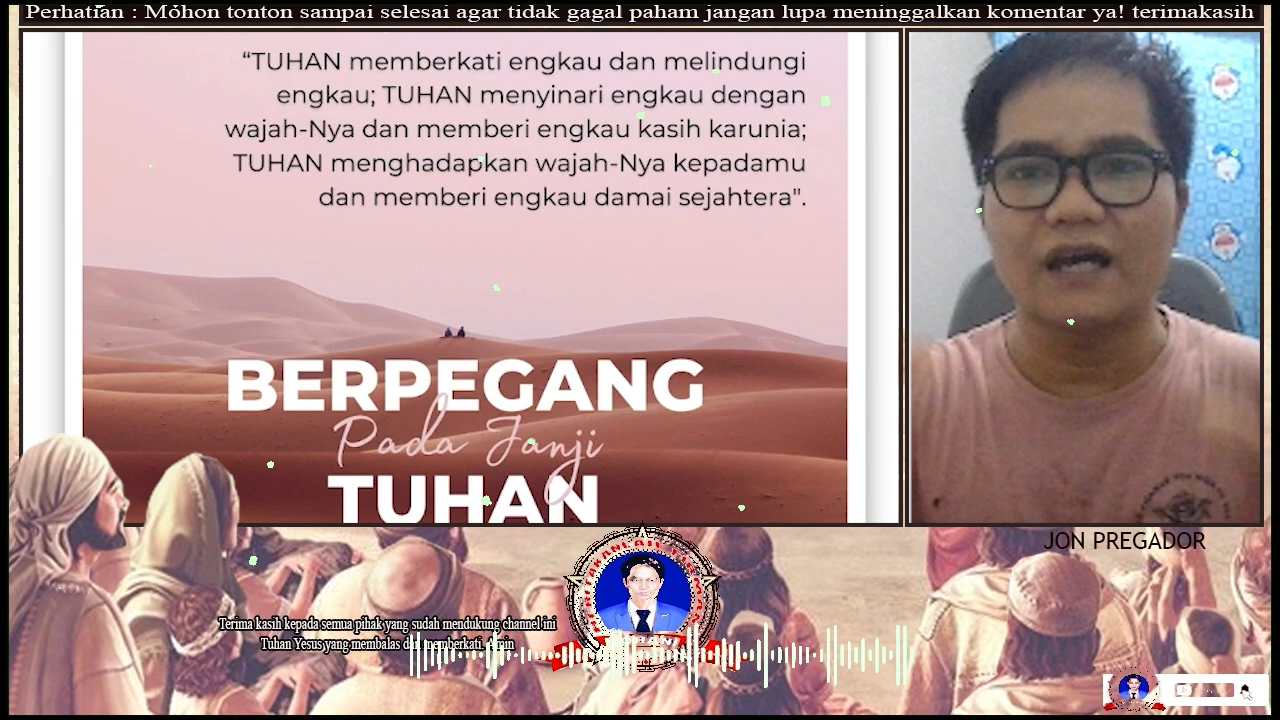 Perhatian : Mohon tonton sampai selesai agar tidak gagal paham jangan lupa meninggalkan komentar ya! terimakasih
“TUHAN memberkati engkau dan melindungi
engkau; TUHAN menyinari engkau dengan
wajah-Nya dan memberi engkau kasih karunia;
TUHAN menghadapkan wajah-Nya kepadamu
dan memberi engkau damai sejahtera".
BERPEGANG
Pada Janji
TUHAN
JON PREGADOR
Terima kasih kepada semua pihak yang sudah mendukung channel ini
Tuhan Yesus yang membalas dan memberkati. Amin